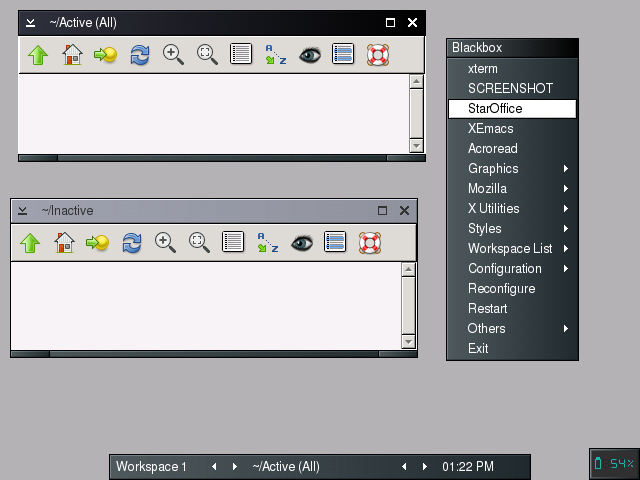 ~/Active (All)
A
Z
Blackbox
xterm
SCREENSHOT
StarOffice
XEmacs
Acroread
Graphics
Mozilla
X Utilities
Styles
Workspace List
Configuration
Reconfigure
Restart
Others
Exit
~/Inactive
A
Z
Workspace 1
~/Active (All)
01:22 PM
54%